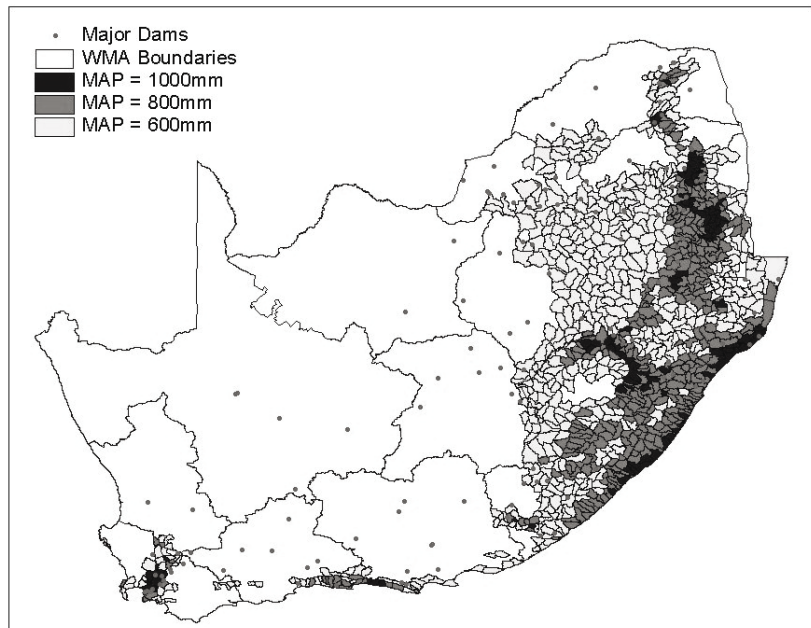 Major Dams
WMA Boundaries
MAP = 1000mm
MAP = 800mm
MAP = 600mm